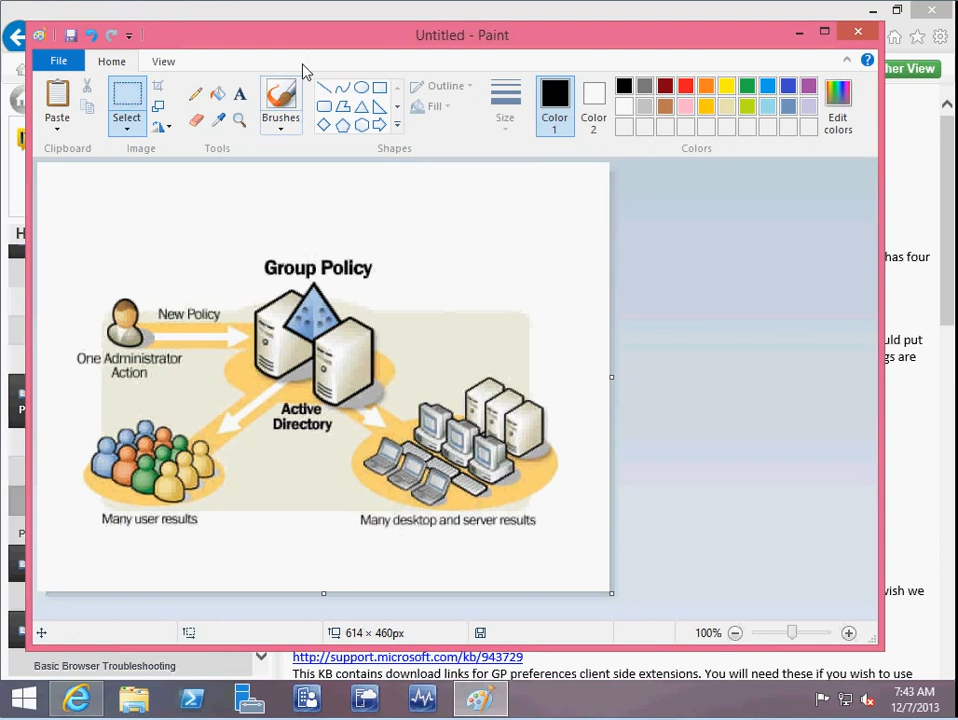 Untitled - Paint
File
Home
View
her View
Paste
Select
Brushes
Outline
Fill
Size
Color
1
Color
2
Edit
colors
Clipboard
Image
Tools
Shapes
Colors
has four
uld put
gs are
ish we
H
P
P
Group Policy
New Policy
One Administrator
Action
Active
Directory
Many user results
Many desktop and server results
614 × 460px
100%
Basic Browser Troubleshooting
http://support.microsoft.com/kb/943729
This KB contains download links for GP preferences client side extensions. You will need these if you wish to use
7:43 AM
12/7/2013